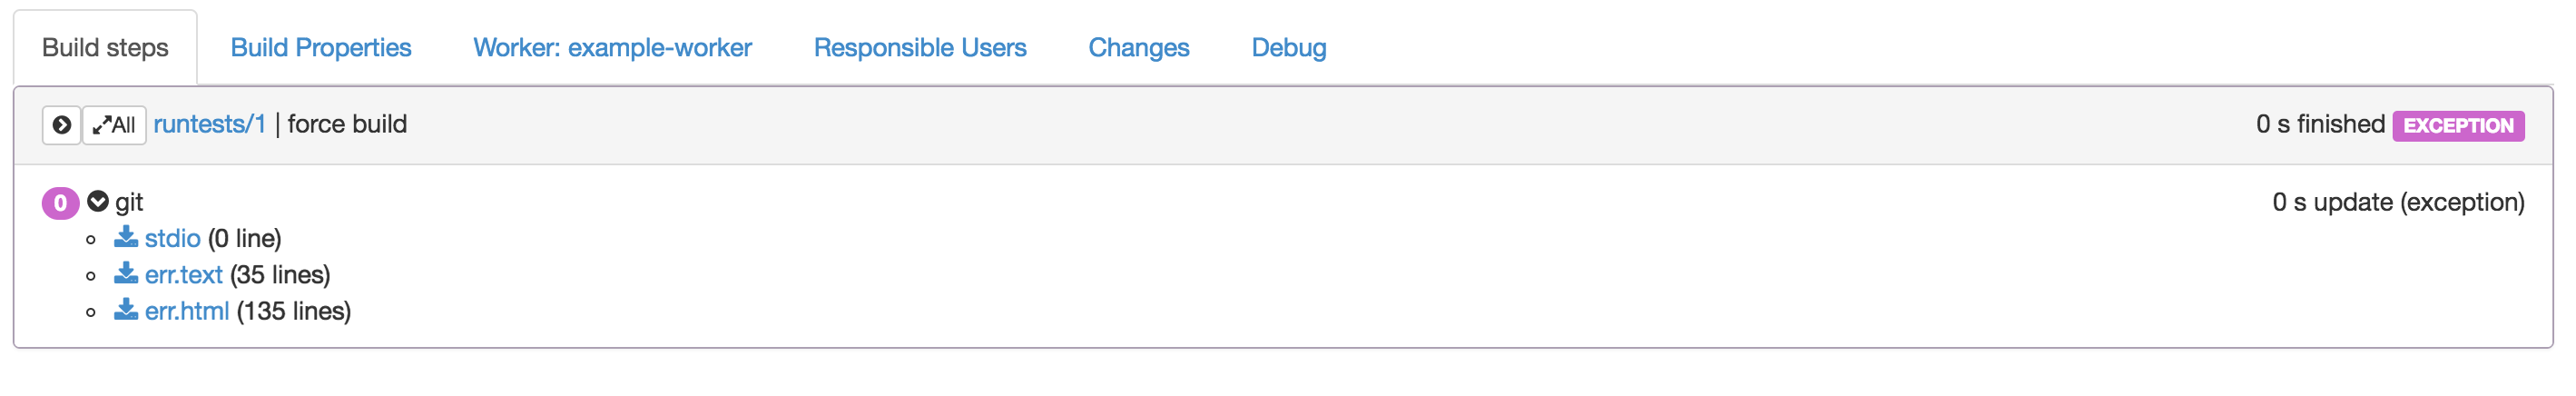 Build steps Build Properties Worker: example-worker Responsible Users Changes Debug
All runtests/1 | force build 0 s finished EXCEPTION
0 git 0 s update (exception)
stdio (0 line)
err.text (35 lines)
err.html (135 lines)